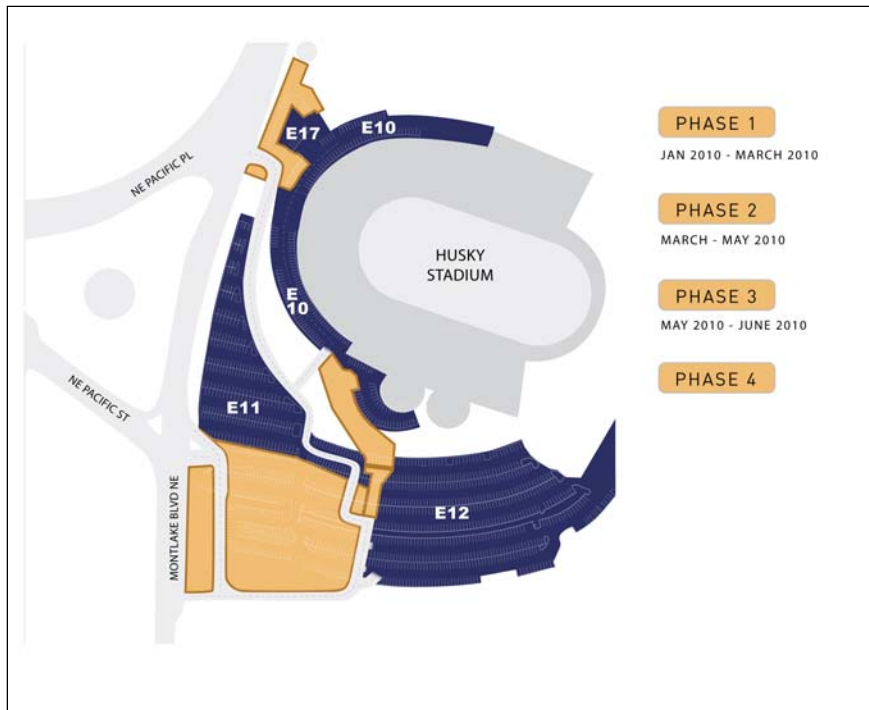 E17
E10
NE PACIFIC PL
HUSKY
STADIUM
E
10
NE PACIFIC ST
E11
E12
MONTLAKE BLVD NE
PHASE 1
JAN 2010 - MARCH 2010
PHASE 2
MARCH - MAY 2010
PHASE 3
MAY 2010 - JUNE 2010
PHASE 4